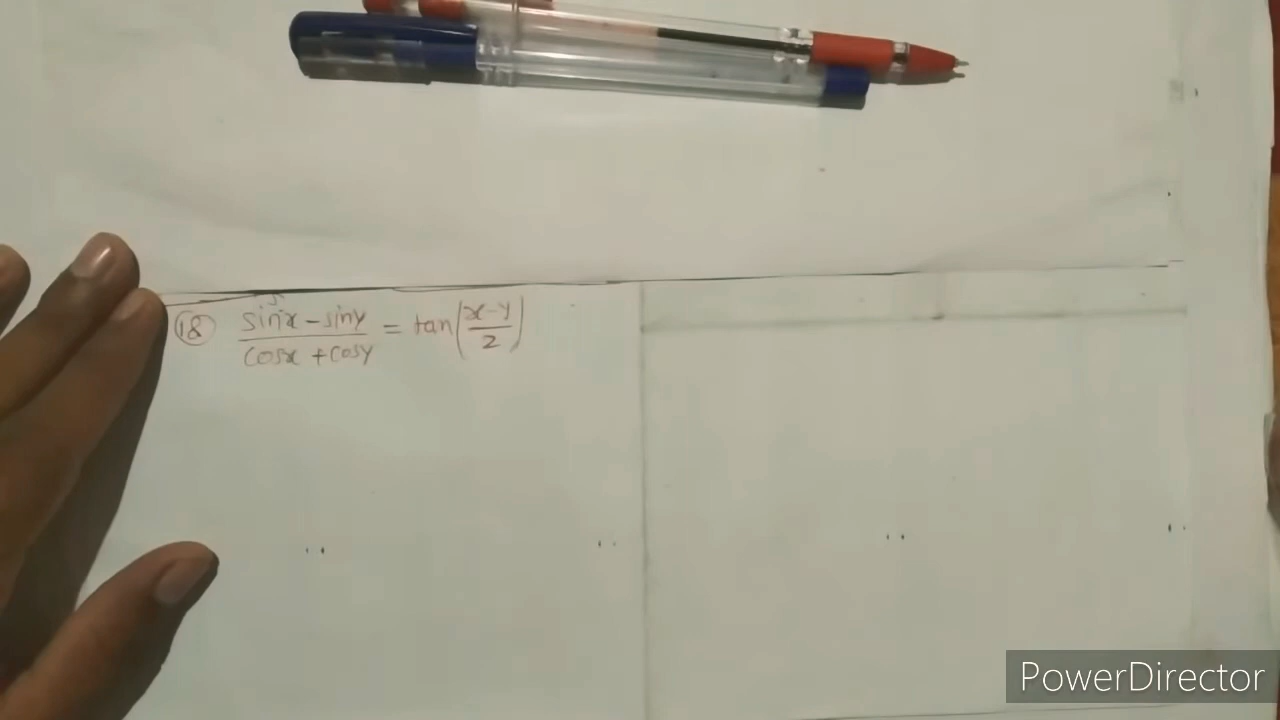 18 sinx - siny / cosx + cosy = tan(x-y / 2)
PowerDirector